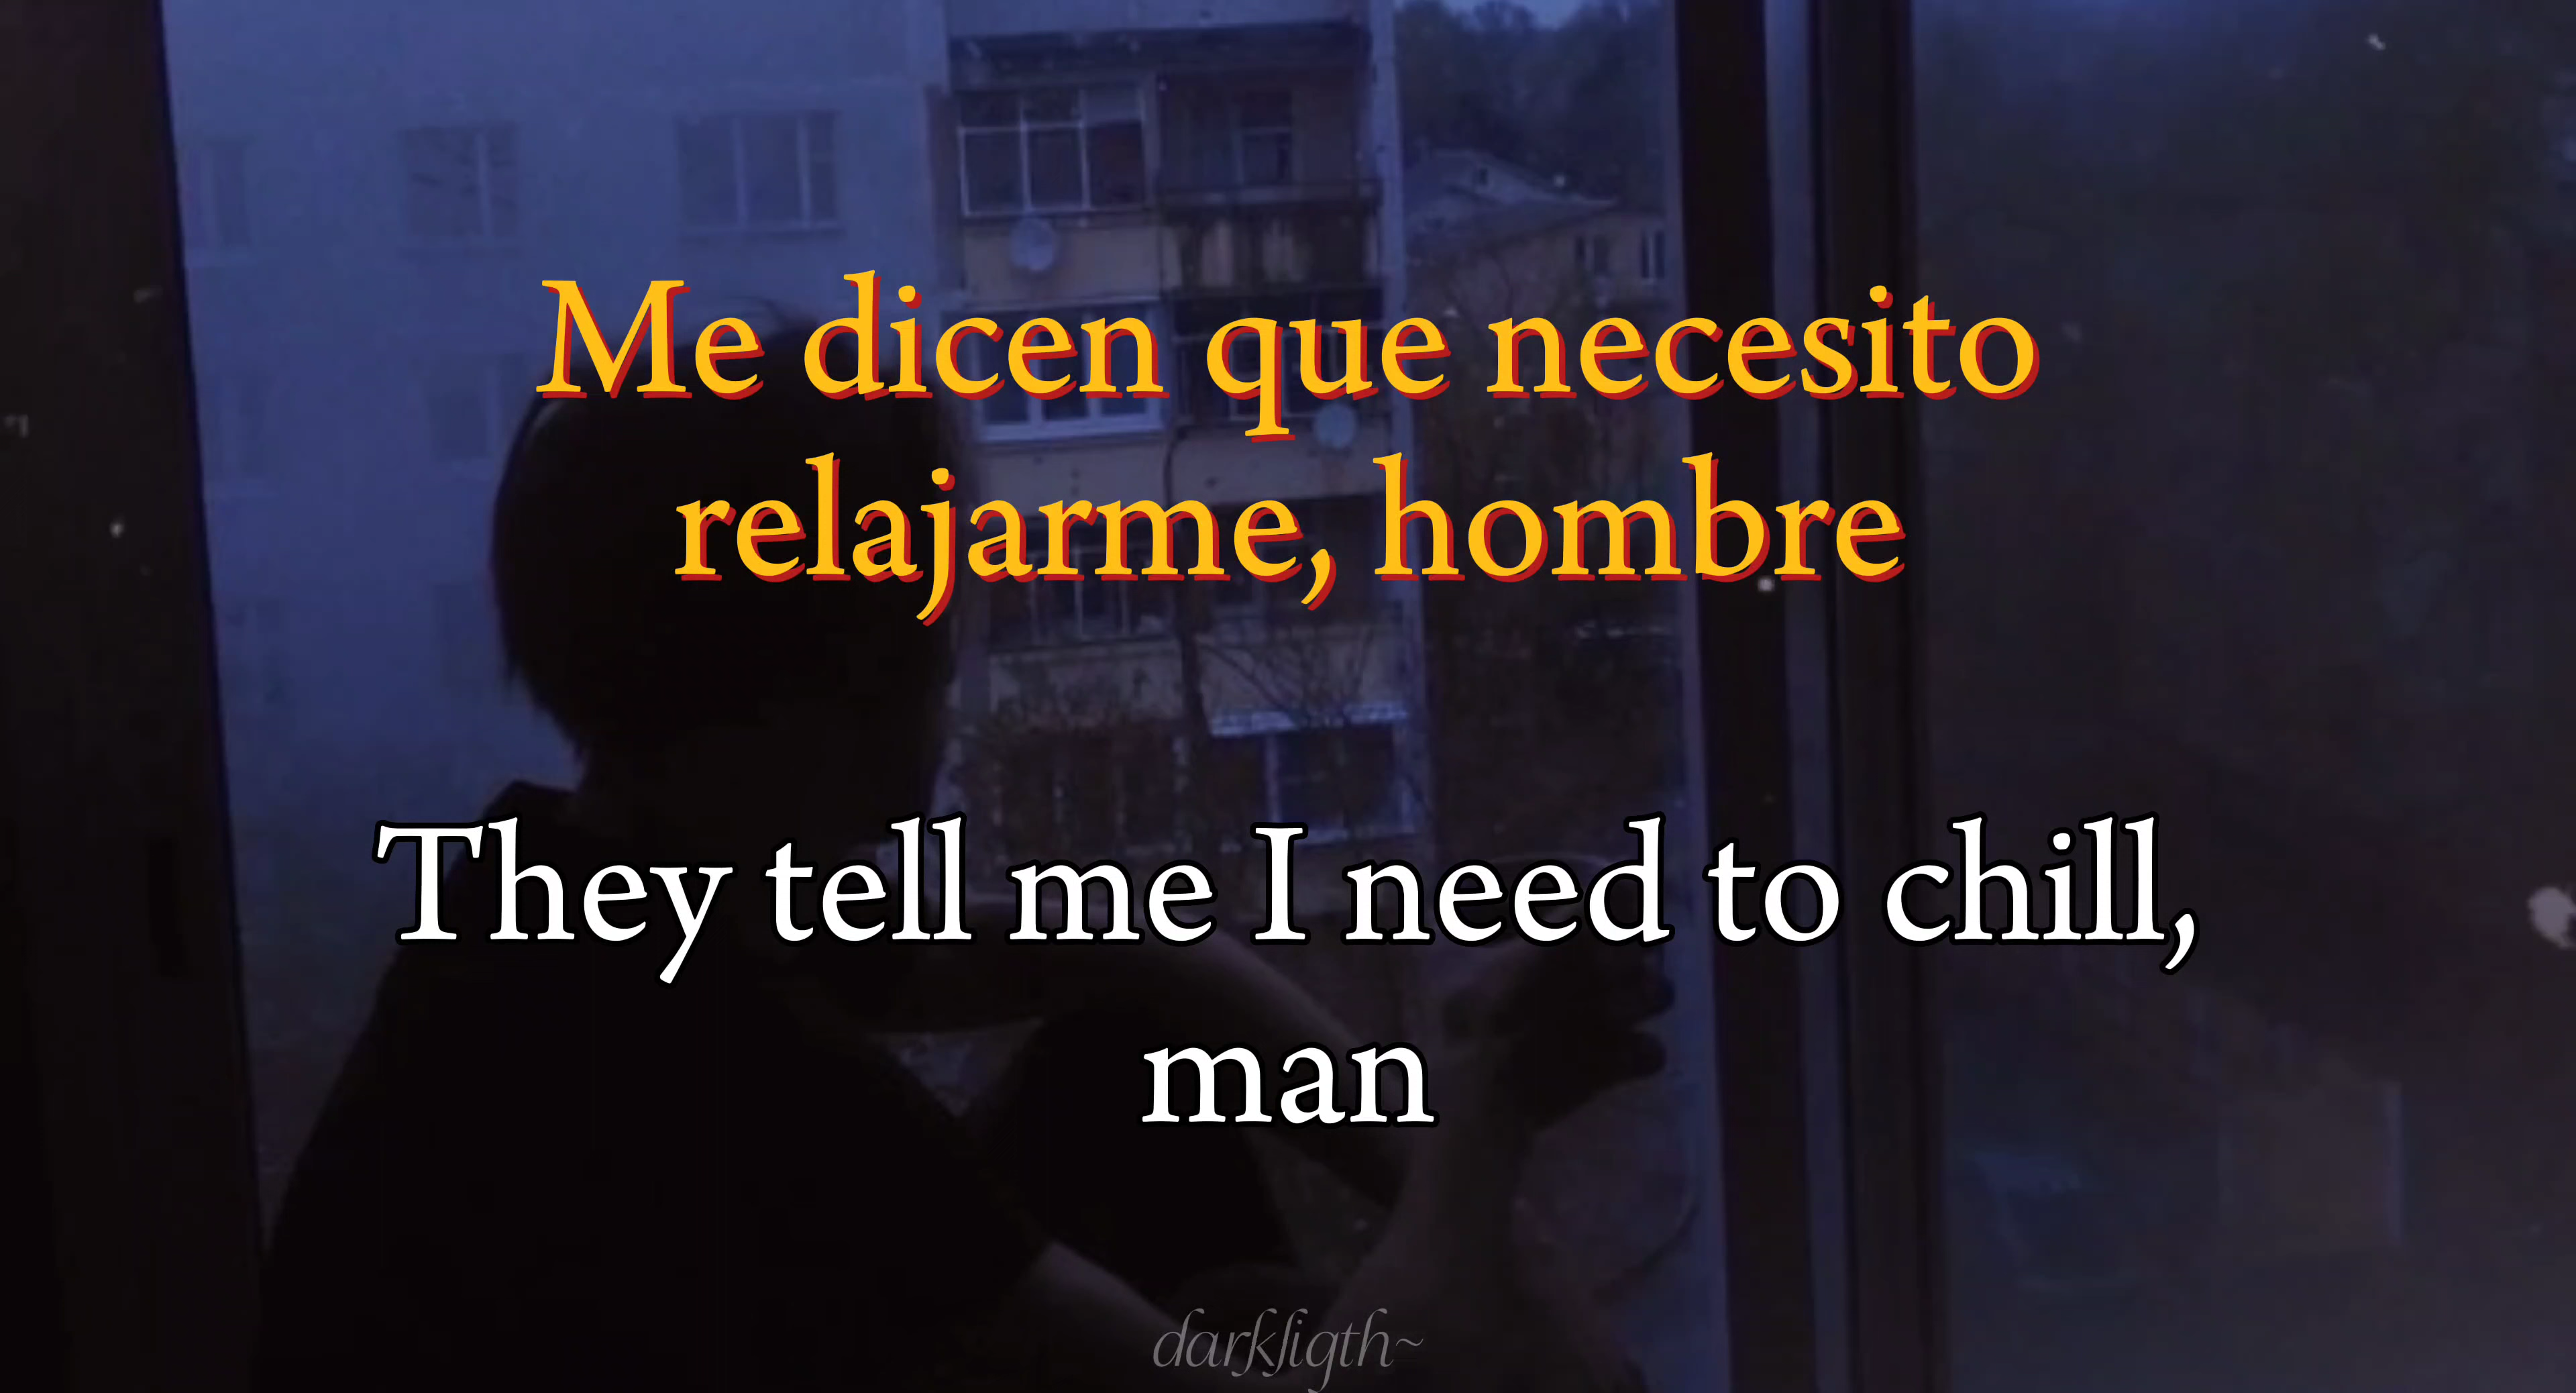 Me dicen que necesito
relajarme, hombre
They tell me I need to chill,
man
darkligth~